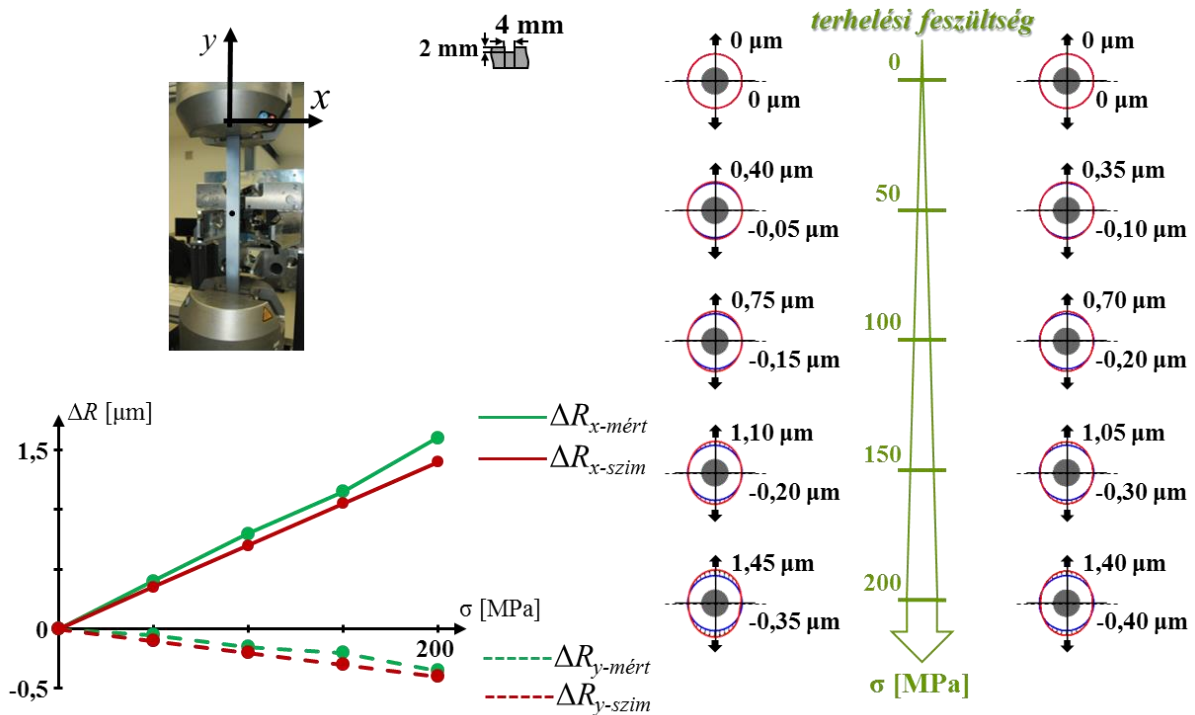 y
x
4 mm
2 mm
terhelési feszültség
0 μm
0 μm
0
0 μm
0 μm
0,40 μm
-0,05 μm
50
0,35 μm
-0,10 μm
0,75 μm
-0,15 μm
100
0,70 μm
-0,20 μm
1,10 μm
-0,20 μm
150
1,05 μm
-0,30 μm
1,45 μm
-0,35 μm
200
1,40 μm
-0,40 μm
σ [MPa]
ΔR [μm]
1,5
0
-0,5
σ [MPa]
200
ΔRx-mért
ΔRx-szim
ΔRy-mért
ΔRy-szim